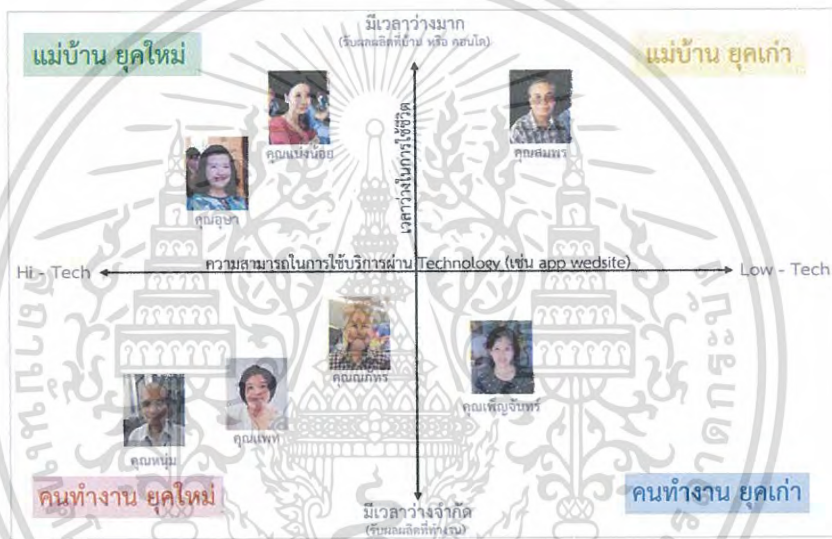 มีเวลาว่างมาก
(รับผลผลิตที่บ้าน หรือ คอนโด)
แม่บ้าน ยุคใหม่
แม่บ้าน ยุคเก่า
เวลาว่างในการใช้ชีวิต
คุณแน่งน้อย
คุณสมพร
คุณอุษา
Hi - Tech
ความสามารถในการใช้บริการผ่าน Technology (เช่น app wedsite)
Low - Tech
คุณณภัทร
คุณเพ็ญจันทร์
คุณแพท
คุณหนุ่ม
คนทำงาน ยุคใหม่
คนทำงาน ยุคเก่า
มีเวลาว่างจำกัด
(รับผลผลิตที่ทำงาน)